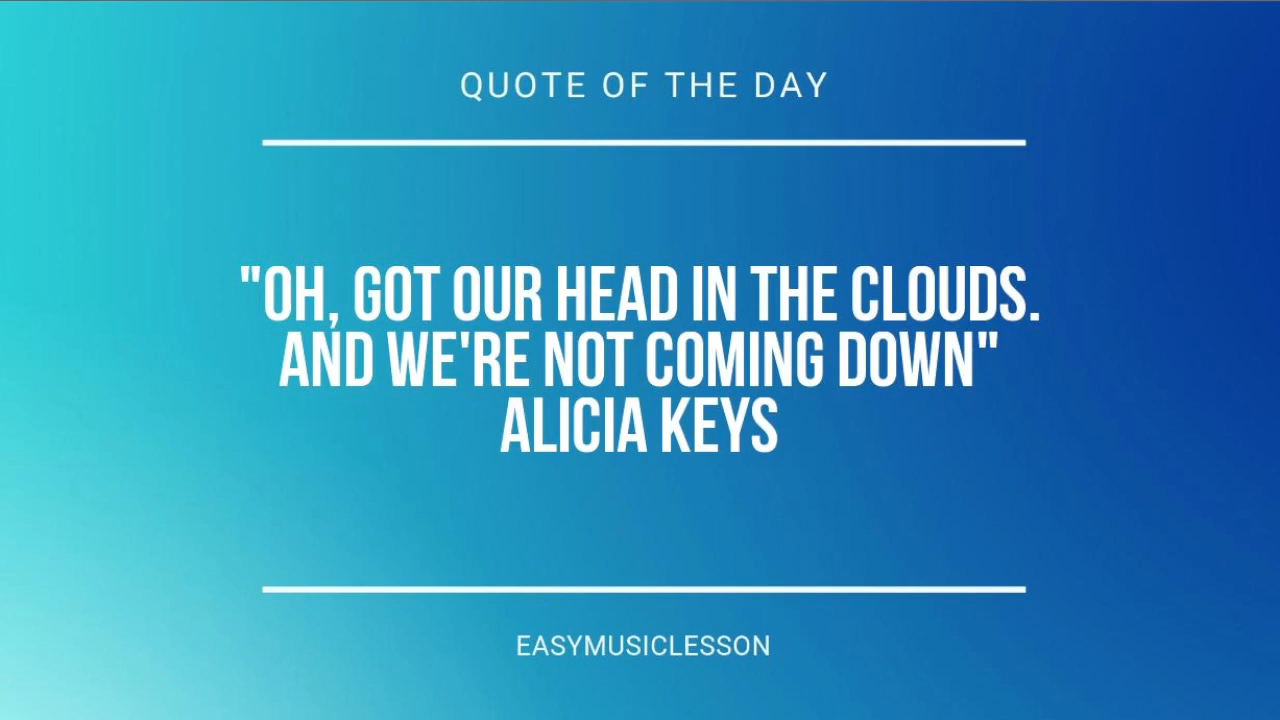 QUOTE OF THE DAY
"OH, GOT OUR HEAD IN THE CLOUDS.
AND WE'RE NOT COMING DOWN"
ALICIA KEYS
EASYMUSICLESSON